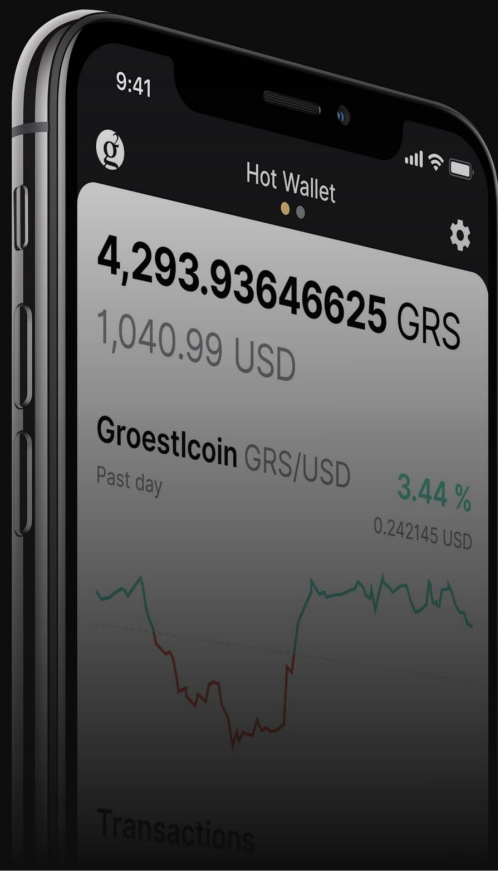 9:41
Hot Wallet
4,293.93646625 GRS
1,040.99 USD
Groestlcoin GRS/USD
3.44 %
Past day
0.242145 USD
Transactions